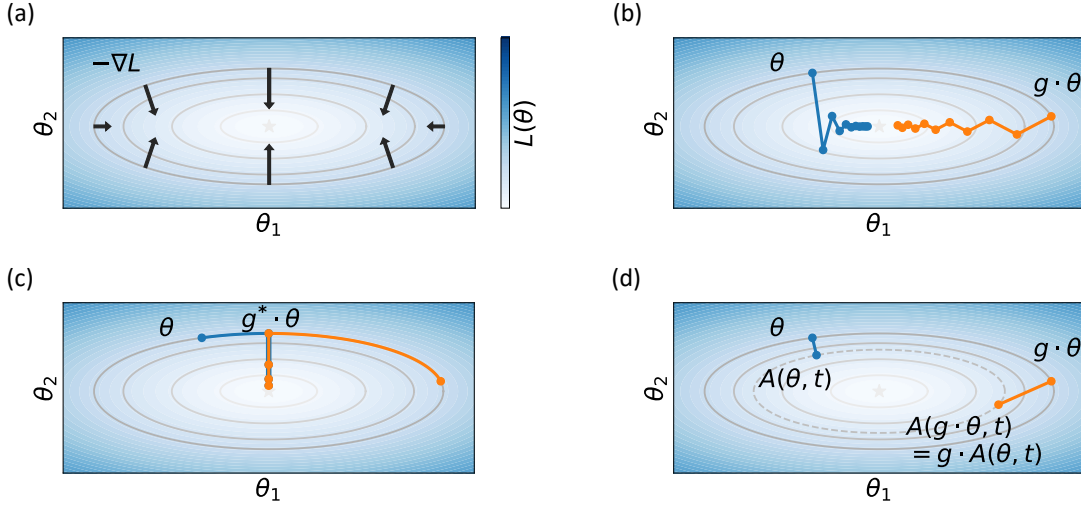 (a)
−∇L
θ₂
θ₁
L(θ)
(b)
θ
g · θ
θ₂
θ₁
(c)
θ
g* · θ
θ₂
θ₁
(d)
θ
g · θ
A(θ, t)
A(g · θ, t)
= g · A(θ, t)
θ₂
θ₁